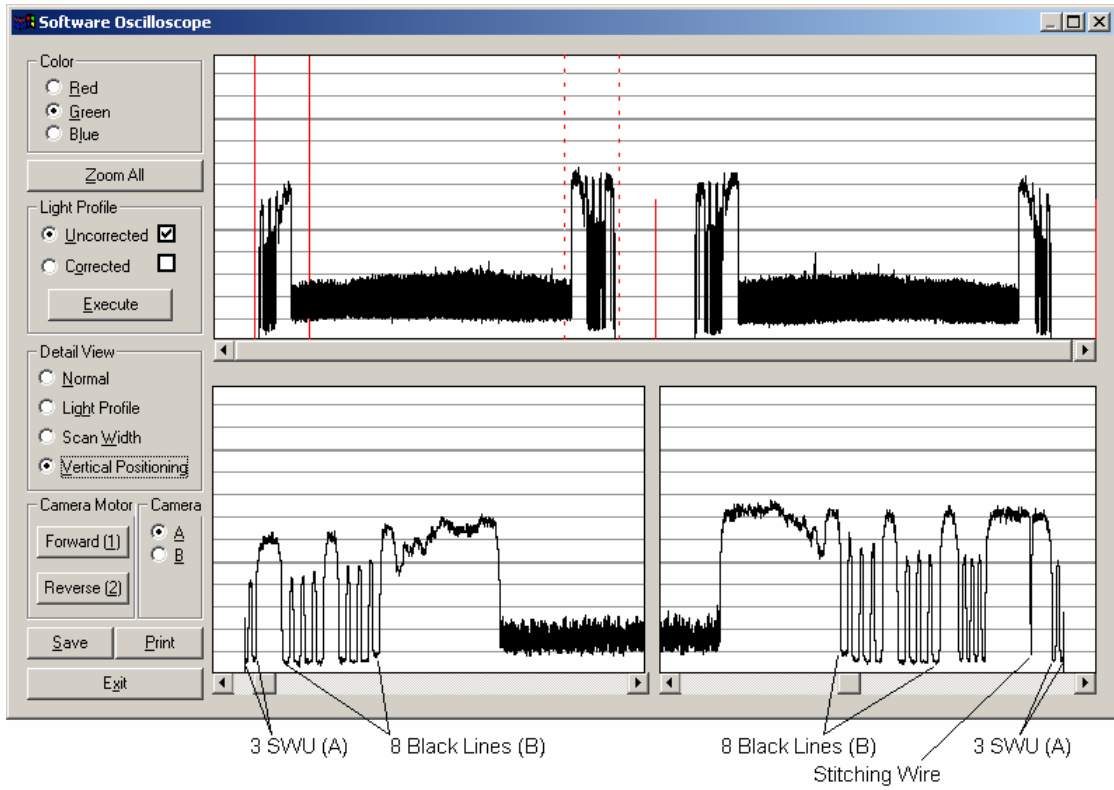 Software Oscilloscope
Color
Red
Green
Blue
Zoom All
Light Profile
Uncorrected
Corrected
Execute
Detail View
Normal
Light Profile
Scan Width
Vertical Positioning
Camera Motor
Camera
Forward (1)
A
B
Reverse (2)
Save
Print
Exit
3 SWU (A)
8 Black Lines (B)
8 Black Lines (B)
3 SWU (A)
Stitching Wire